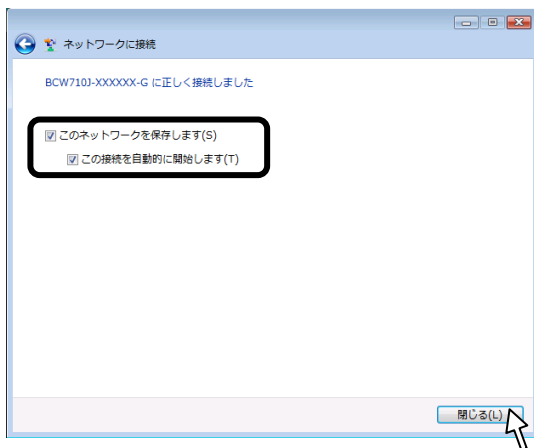 ネットワークに接続
BCW710J-XXXXXX-G に正しく接続しました
このネットワークを保存します(S)
この接続を自動的に開始します(T)
閉じる(L)